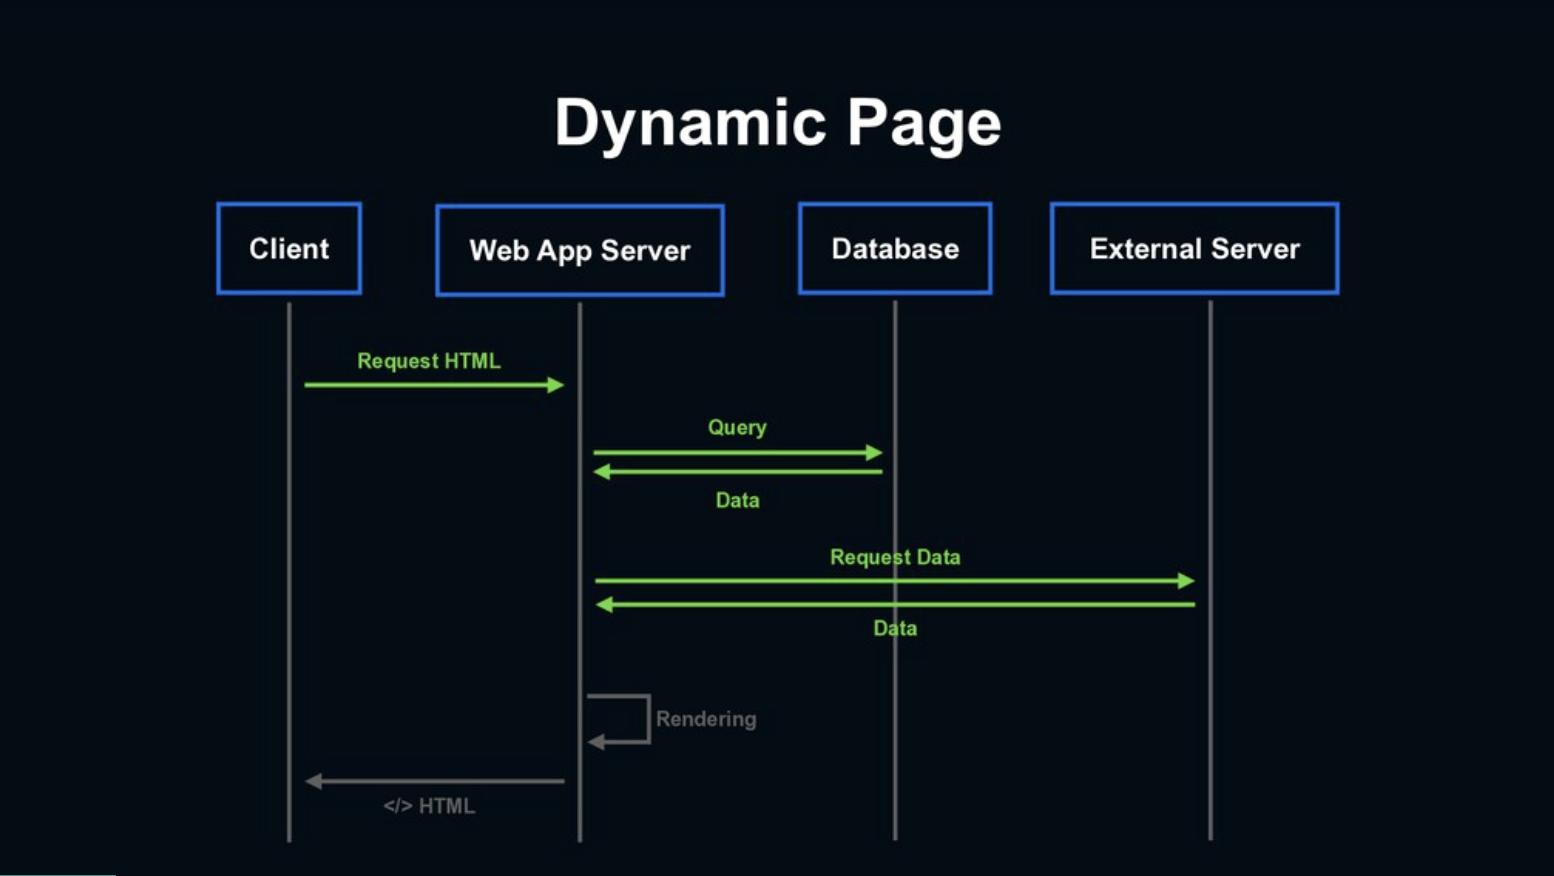 Dynamic Page
Client
Web App Server
Database
External Server
Request HTML
Query
Data
Request Data
Data
Rendering
</> HTML